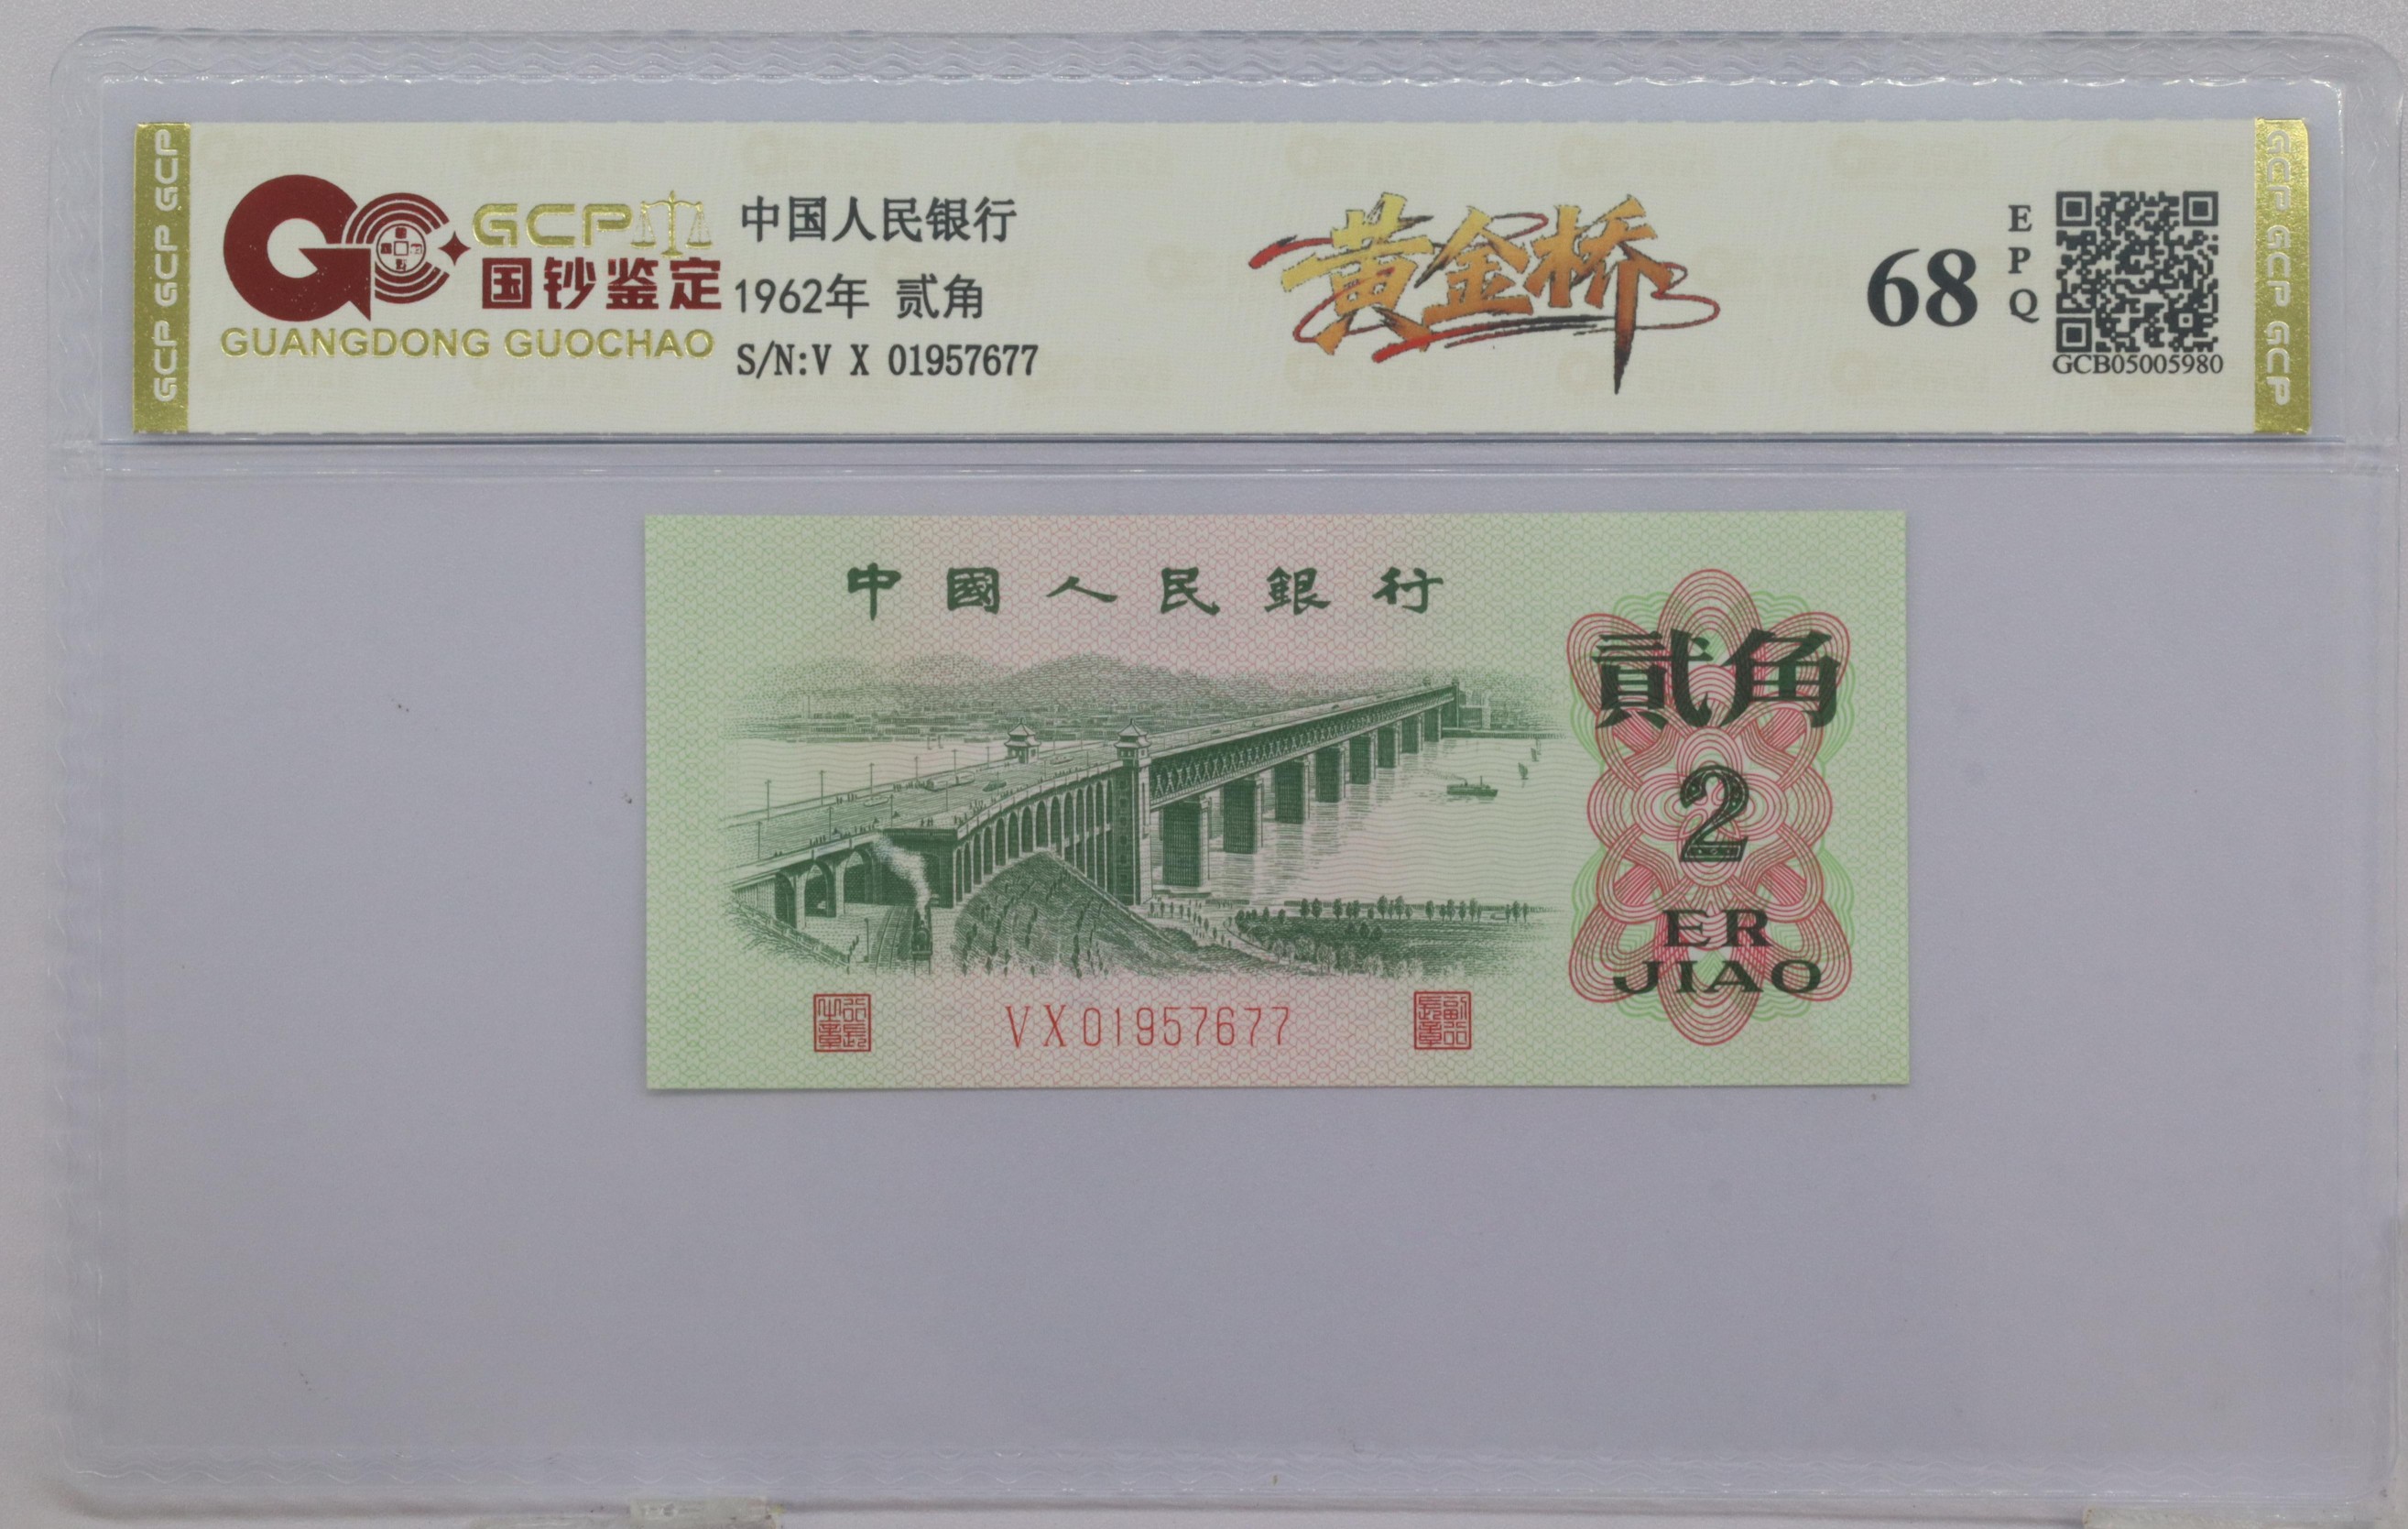 GCP GCP GCP
GCP
国钞鉴定
GUANGDONG GUOCHAO
中国人民银行
1962年 贰角
S/N:V X 01957677
黄金桥
68
EPQ
GCB05005980
GCP GCP GCP
中國人民銀行
貳角
2
ER
JIAO
VX01957677